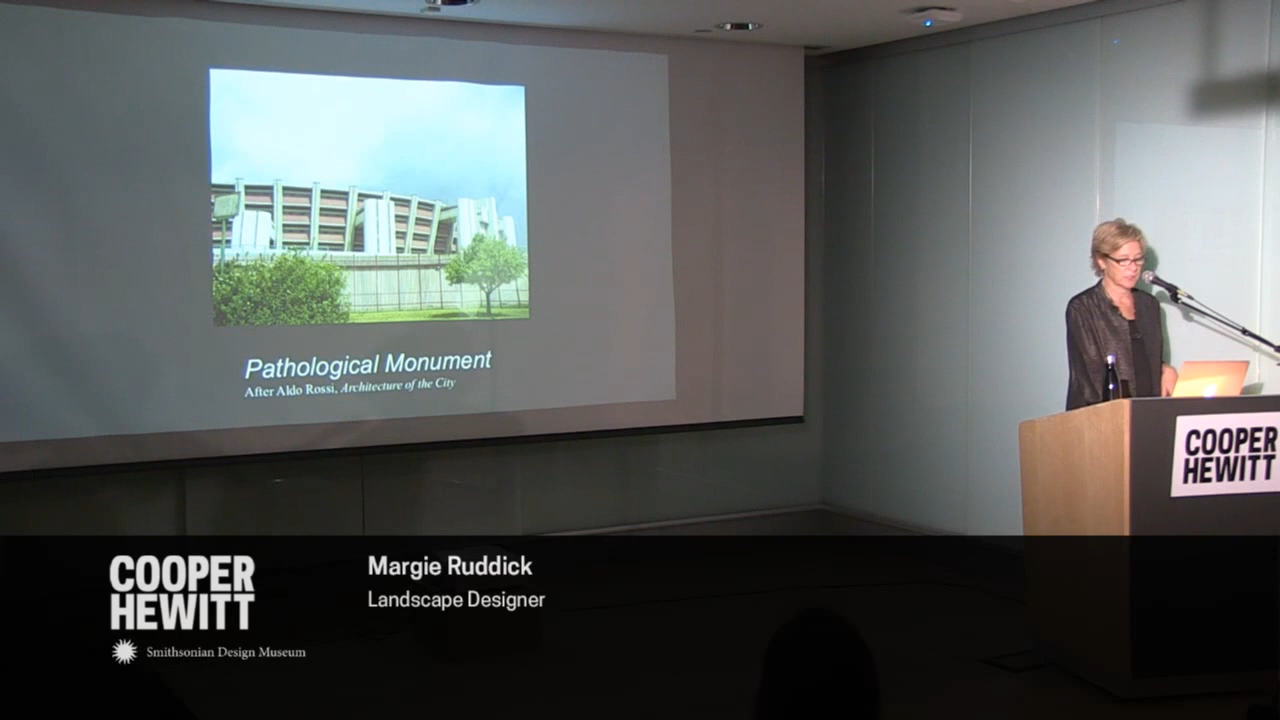 Pathological Monument
After Aldo Rossi, Architecture of the City
COOPER
HEWITT
COOPER
HEWITT
Smithsonian Design Museum
Margie Ruddick
Landscape Designer